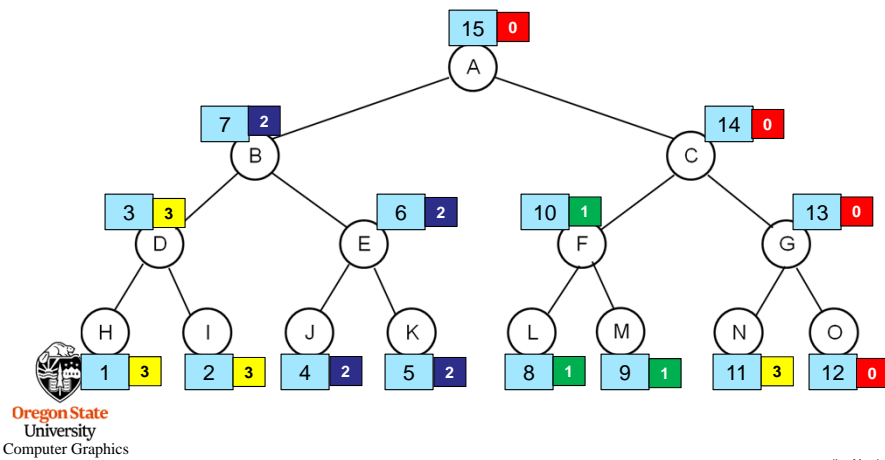 15 0
A
7 2
14 0
B
C
3 3
6 2
10 1
13 0
D
E
F
G
H
I
J
K
L
M
N
O
1 3
2 3
4 2
5 2
8 1
9 1
11 3
12 0
Oregon State
University
Computer Graphics